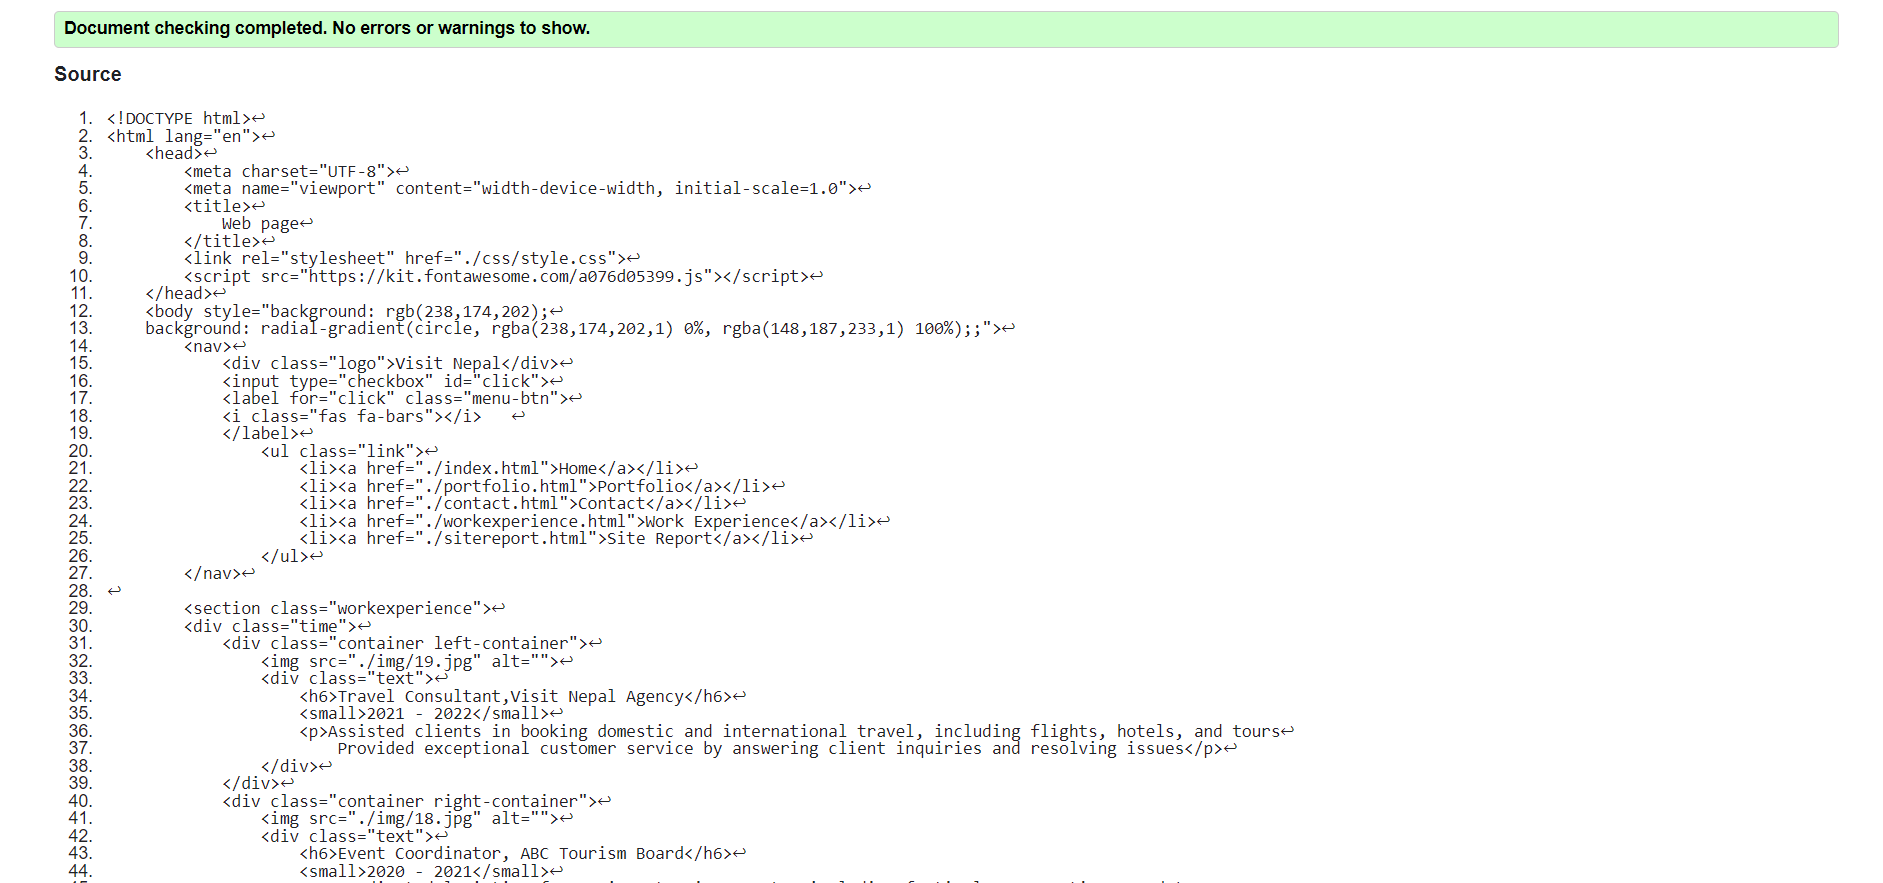 Document checking completed. No errors or warnings to show.
Source
1. <!DOCTYPE html>↩
2. <html lang="en">↩
3.     <head>↩
4.         <meta charset="UTF-8">↩
5.         <meta name="viewport" content="width-device-width, initial-scale=1.0">↩
6.         <title>↩
7.             Web page↩
8.         </title>↩
9.         <link rel="stylesheet" href="./css/style.css">↩
10.         <script src="https://kit.fontawesome.com/a076d05399.js"></script>↩
11.     </head>↩
12.     <body style="background: rgb(238,174,202);↩
13.     background: radial-gradient(circle, rgba(238,174,202,1) 0%, rgba(148,187,233,1) 100%);;">↩
14.         <nav>↩
15.             <div class="logo">Visit Nepal</div>↩
16.             <input type="checkbox" id="click">↩
17.             <label for="click" class="menu-btn">↩
18.             <i class="fas fa-bars"></i>   ↩
19.             </label>↩
20.                 <ul class="link">↩
21.                     <li><a href="./index.html">Home</a></li>↩
22.                     <li><a href="./portfolio.html">Portfolio</a></li>↩
23.                     <li><a href="./contact.html">Contact</a></li>↩
24.                     <li><a href="./workexperience.html">Work Experience</a></li>↩
25.                     <li><a href="./sitereport.html">Site Report</a></li>↩
26.                 </ul>↩
27.         </nav>↩
28. ↩
29.         <section class="workexperience">↩
30.         <div class="time">↩
31.             <div class="container left-container">↩
32.                 <img src="./img/19.jpg" alt="">↩
33.                 <div class="text">↩
34.                     <h6>Travel Consultant,Visit Nepal Agency</h6>↩
35.                     <small>2021 - 2022</small>↩
36.                     <p>Assisted clients in booking domestic and international travel, including flights, hotels, and tours↩
37.                         Provided exceptional customer service by answering client inquiries and resolving issues</p>↩
38.                 </div>↩
39.             </div>↩
40.             <div class="container right-container">↩
41.                 <img src="./img/18.jpg" alt="">↩
42.                 <div class="text">↩
43.                     <h6>Event Coordinator, ABC Tourism Board</h6>↩
44.                     <small>2020 - 2021</small>↩